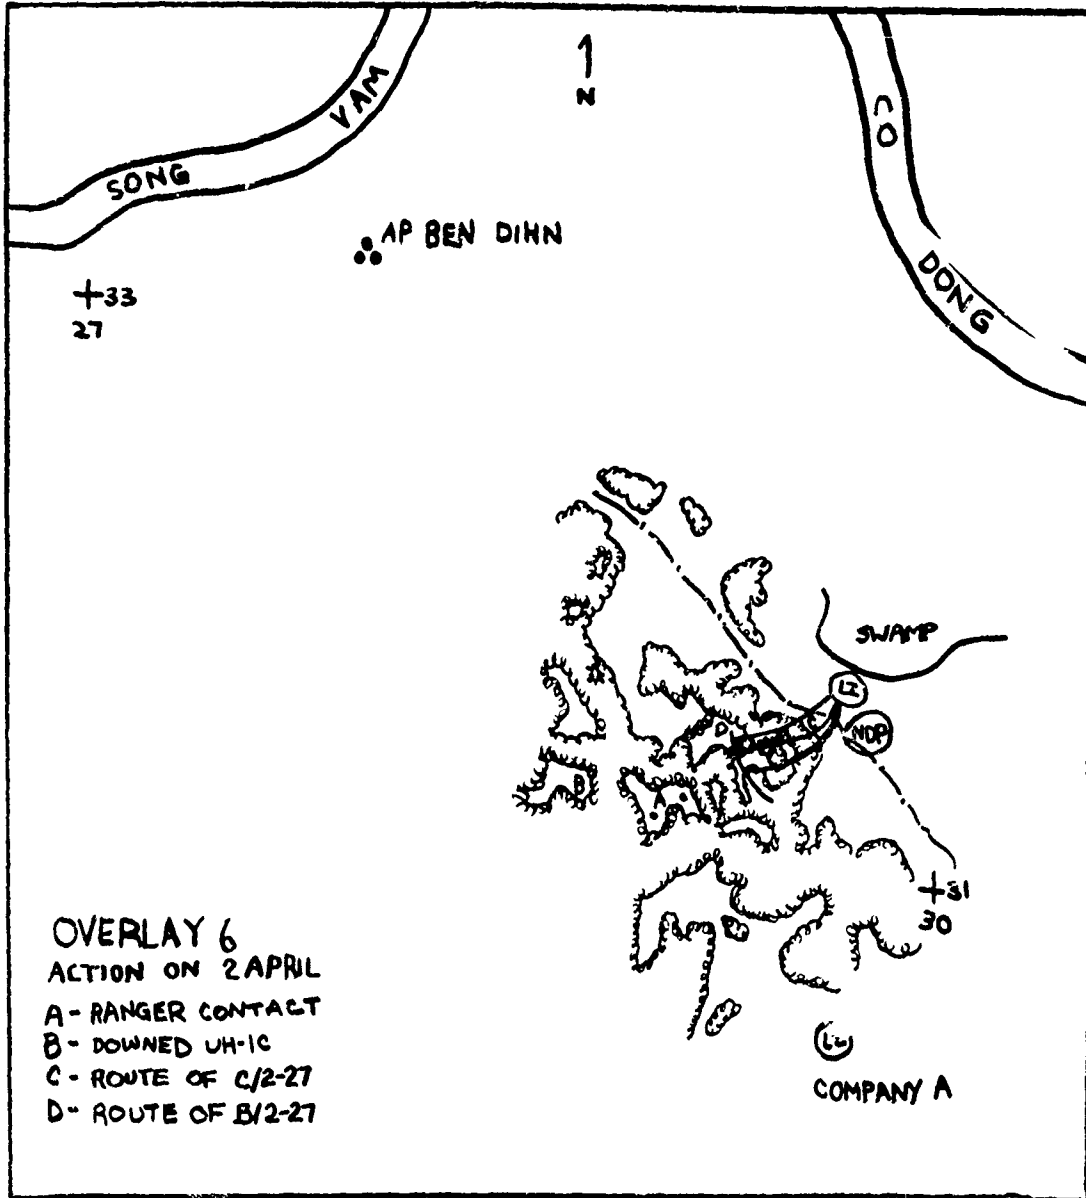 N
SONG VAM
CO DONG
AP BEN DIHN
33
27
SWAMP
LZ
NDP
D
B
A
31
30
OVERLAY 6
ACTION ON 2 APRIL
A- RANGER CONTACT
B- DOWNED UH-1C
C- ROUTE OF C/2-27
D- ROUTE OF B/2-27
LZ
COMPANY A